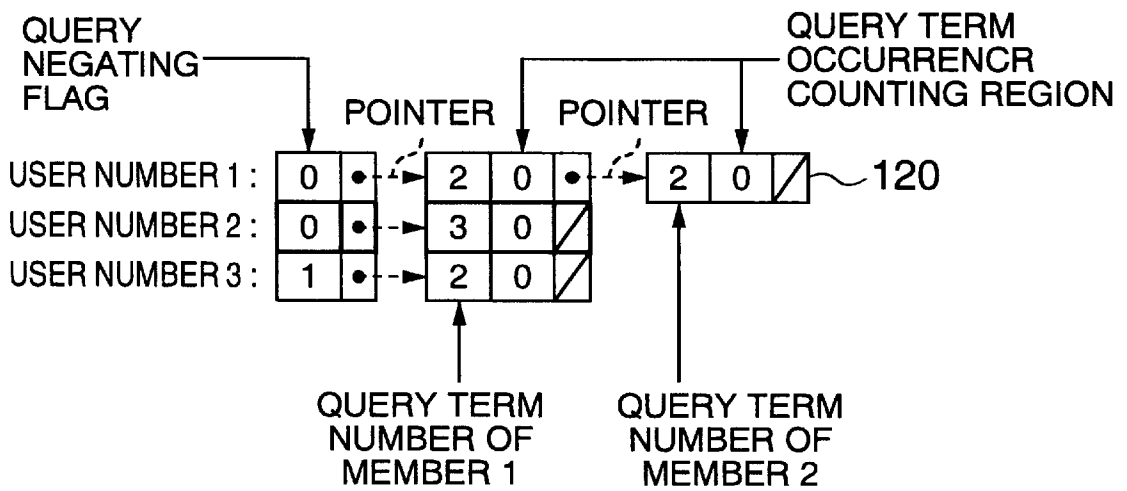 QUERY
NEGATING
FLAG
QUERY TERM
OCCURRENCR
COUNTING REGION
POINTER
POINTER
USER NUMBER 1 : 0 2 0 2 0 120
USER NUMBER 2 : 0 3 0
USER NUMBER 3 : 1 2 0
QUERY TERM
NUMBER OF
MEMBER 1
QUERY TERM
NUMBER OF
MEMBER 2